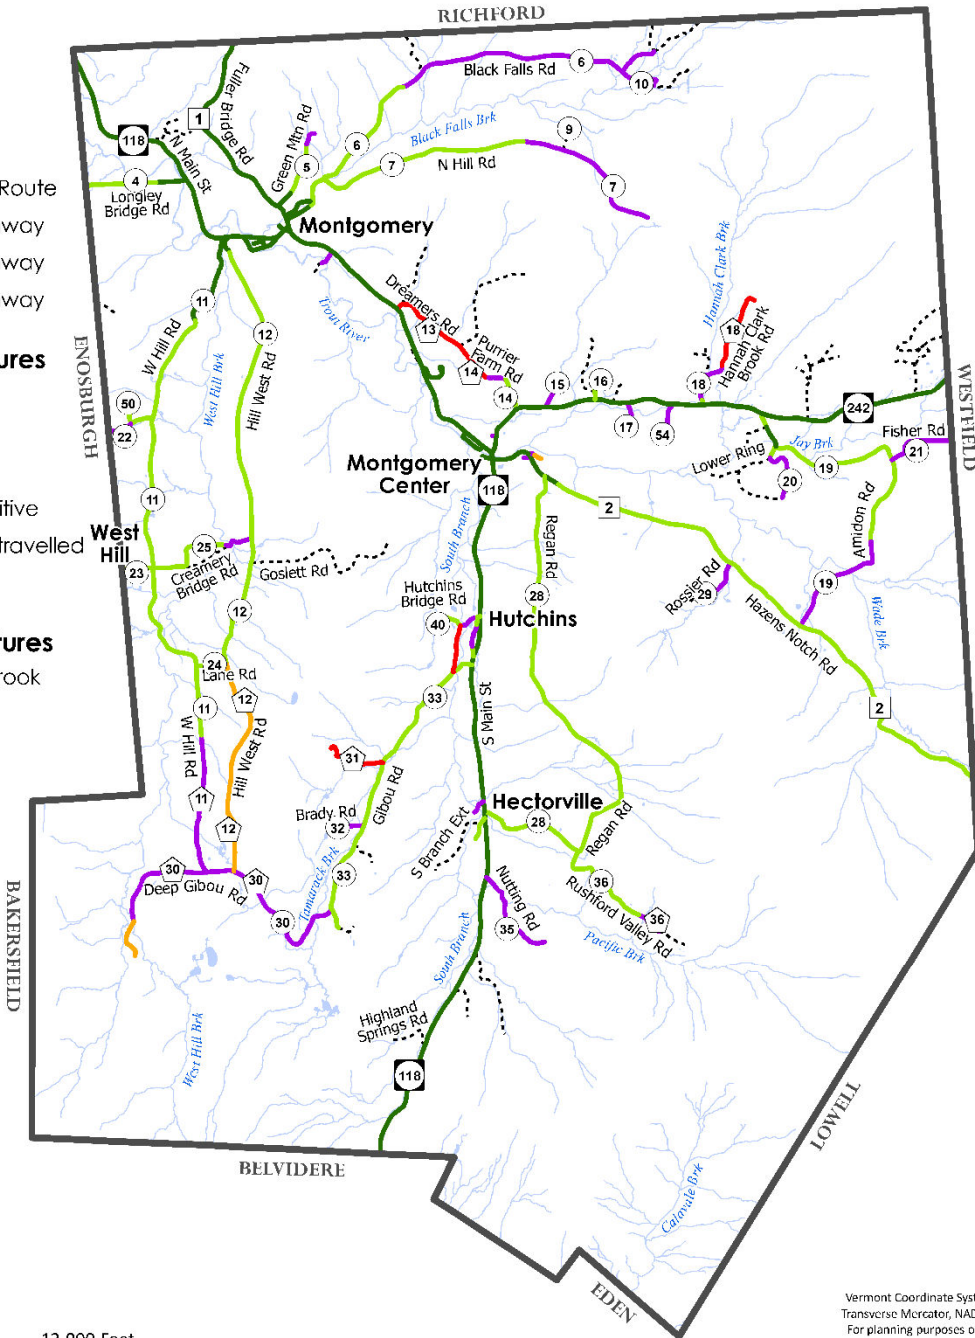 RICHFORD
Fuller Bridge Rd
1
118
N Main St
Green Mtn Rd
5
6
Black Falls Rd
6
10
Black Falls Brk
7
N Hill Rd
9
7
4
Longley
Bridge Rd
Route
way
way
way
Montgomery
Trout River
11
12
W Hill Rd
West Hill Brk
Hill West Rd
ENOSBURGH
ures
50
22
Dreamers Rd
13
Purrier
Farm Rd
14
14
15
16
17
54
18
18
Hannah Clark
Brook Rd
Hannah Clark Brk
242
WESTFIELD
Fisher Rd
21
Jay Brk
Lower Ring
19
20
Amidon Rd
Montgomery
Center
118
2
11
itive
travelled
West
Hill
23
25
Creamery
Bridge Rd
Goslett Rd
South Branch
Regan Rd
28
Rossier Rd
29
19
Hazens Notch Rd
Wade Brk
2
12
Hutchins
Bridge Rd
40
Hutchins
tures
rook
24
Lane Rd
12
11
33
S Main St
W Hill Rd
Hill West Rd
31
11
12
Brady Rd
32
Gibou Rd
Hectorville
28
S Branch Ext
Regan Rd
30
Deep Gibou Rd
30
30
Tamarack Brk
33
36
Rushford Valley Rd
36
Nutting Rd
35
Pacific Brk
BAKERSFIELD
South Branch
West Hill Brk
Highland
Springs Rd
118
LOWELL
BELVIDERE
Calavale Brk
EDEN
Vermont Coordinate Syst
Transverse Mercator, NAD
For planning purposes o
12,000 Feet